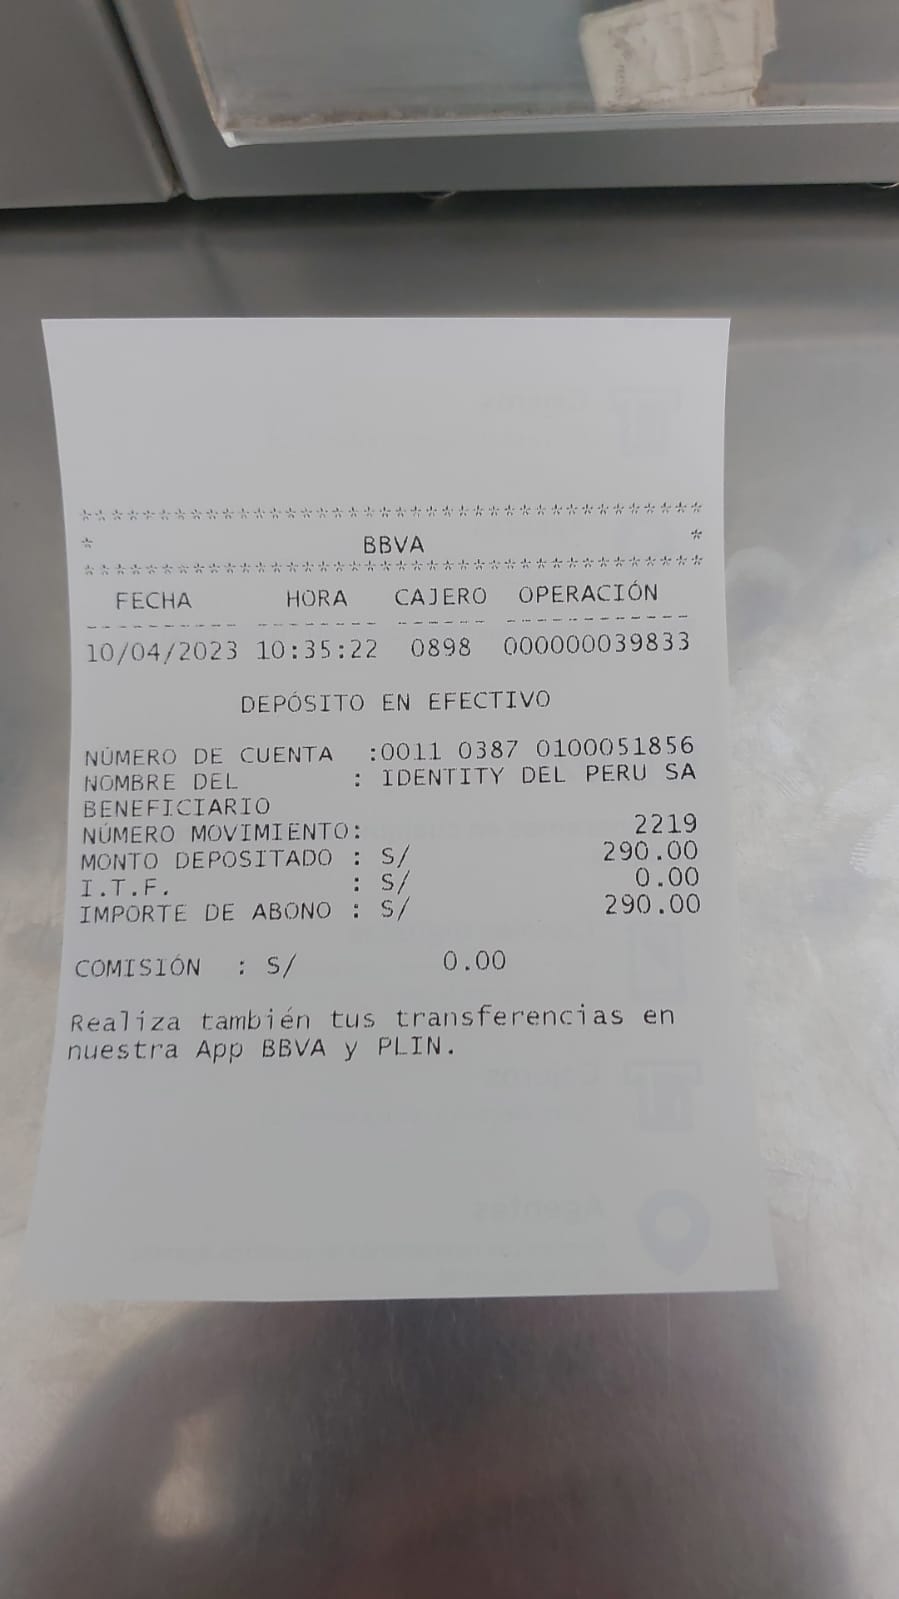 ****************************************
* BBVA *
****************************************
FECHA HORA CAJERO OPERACIÓN
---------- -------- ------ ------------
10/04/2023 10:35:22 0898 000000039833
DEPÓSITO EN EFECTIVO
NÚMERO DE CUENTA :0011 0387 0100051856
NOMBRE DEL : IDENTITY DEL PERU SA
BENEFICIARIO
NÚMERO MOVIMIENTO: 2219
MONTO DEPOSITADO : S/ 290.00
I.T.F. : S/ 0.00
IMPORTE DE ABONO : S/ 290.00
COMISIÓN : S/ 0.00
Realiza también tus transferencias en
nuestra App BBVA y PLIN.